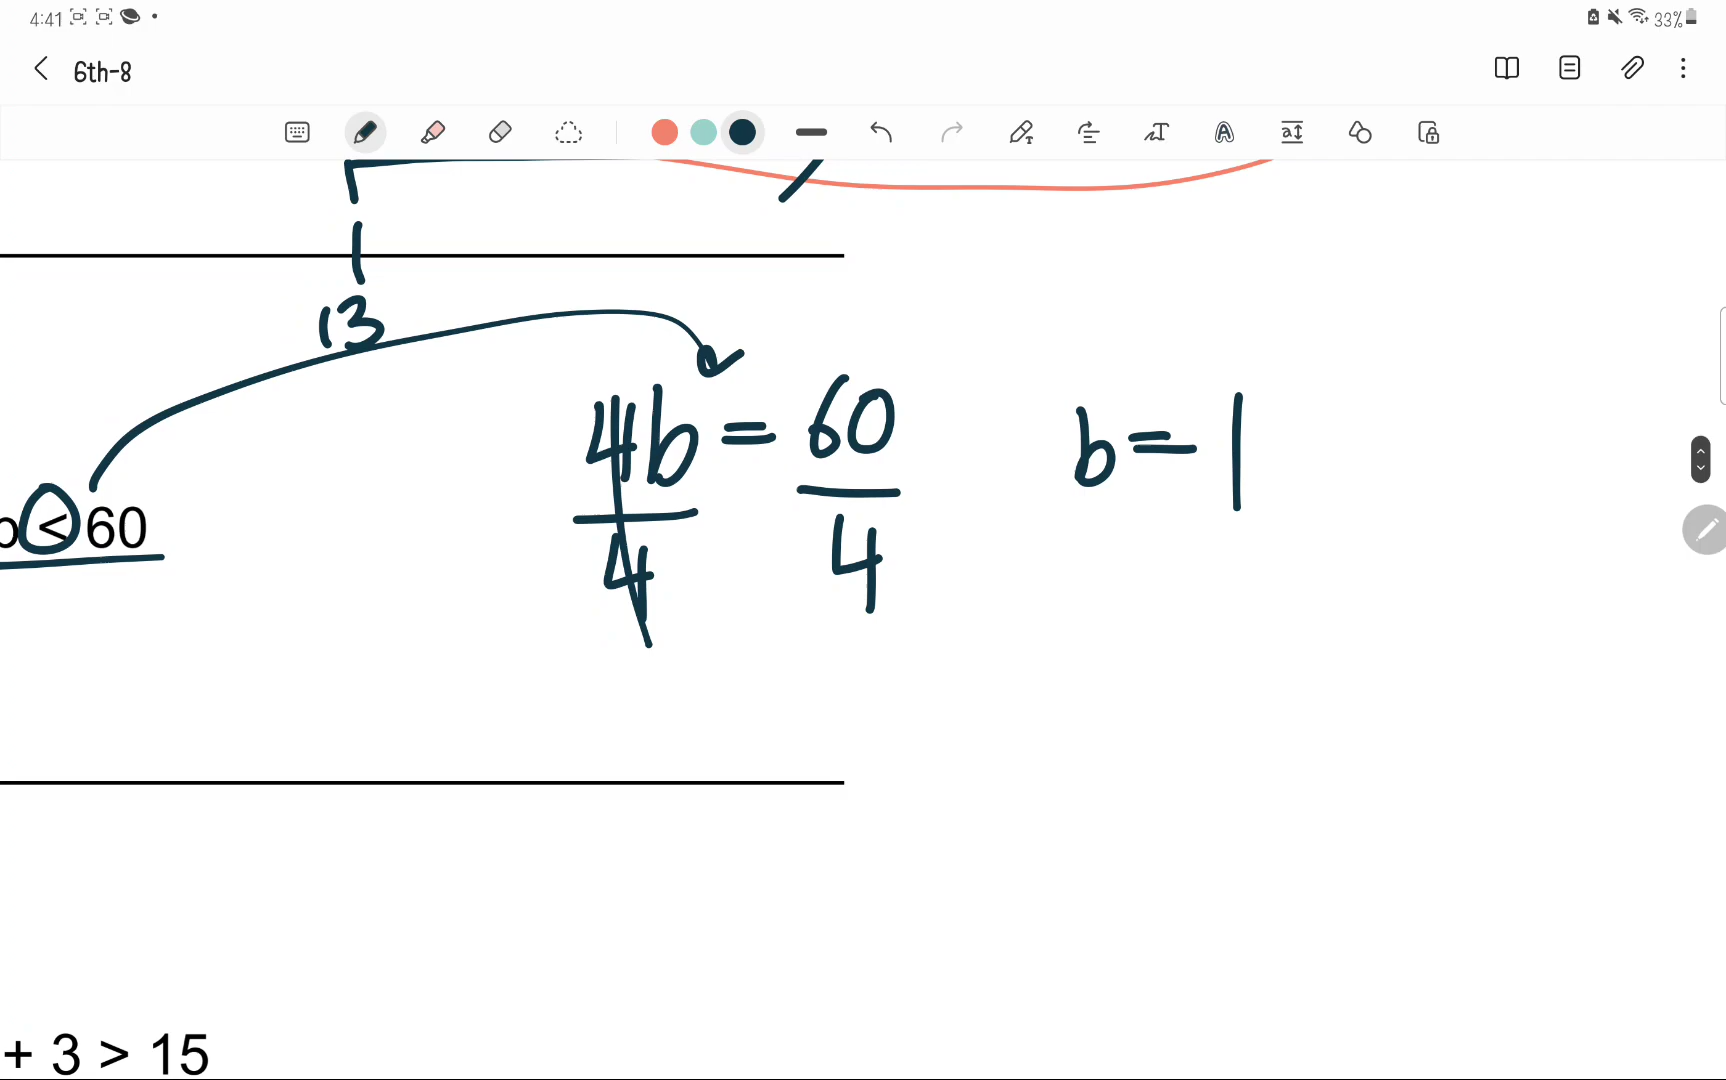 4:41 33%
6th-8
13
4b = 60 b = 1
b < 60
4 4
+ 3 > 15